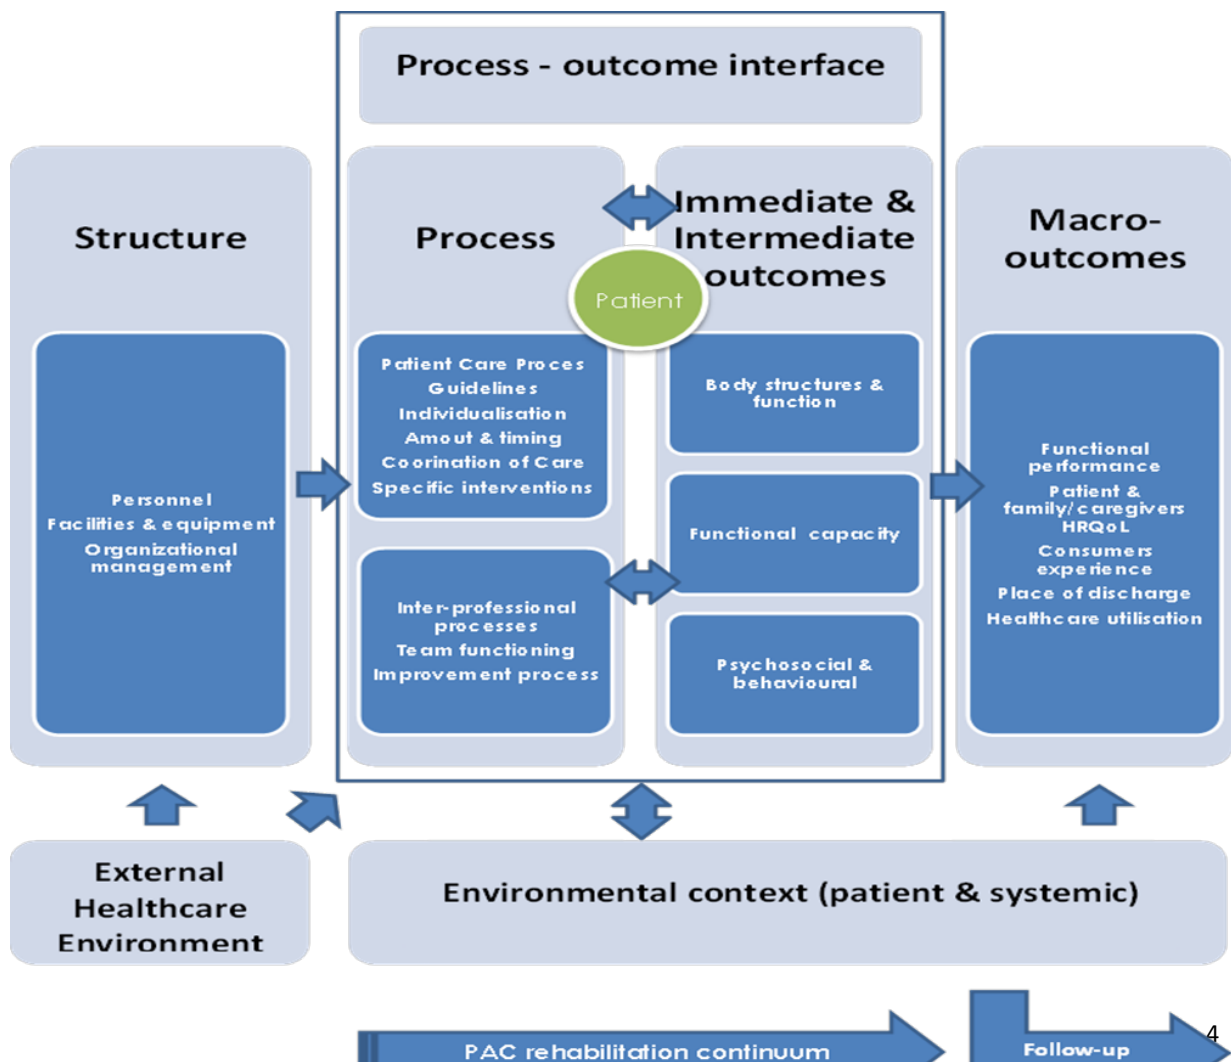 Process - outcome interface
Structure
Process
Immediate &
Intermediate
outcomes
Macro-
outcomes
Patient
Personnel
Facilities & equipment
Organizational
management
Patient Care Proces
Guidelines
Individualisation
Amout & timing
Coorination of Care
Specific interventions
Inter-professional
processes
Team functioning
Improvement process
Body structures &
function
Functional capacity
Psychosocial &
behavioural
Functional
performance
Patient &
family/caregivers
HRQoL
Consumers
experience
Place of discharge
Healthcare utilisation
External
Healthcare
Environment
Environmental context (patient & systemic)
PAC rehabilitation continuum
Follow-up
4